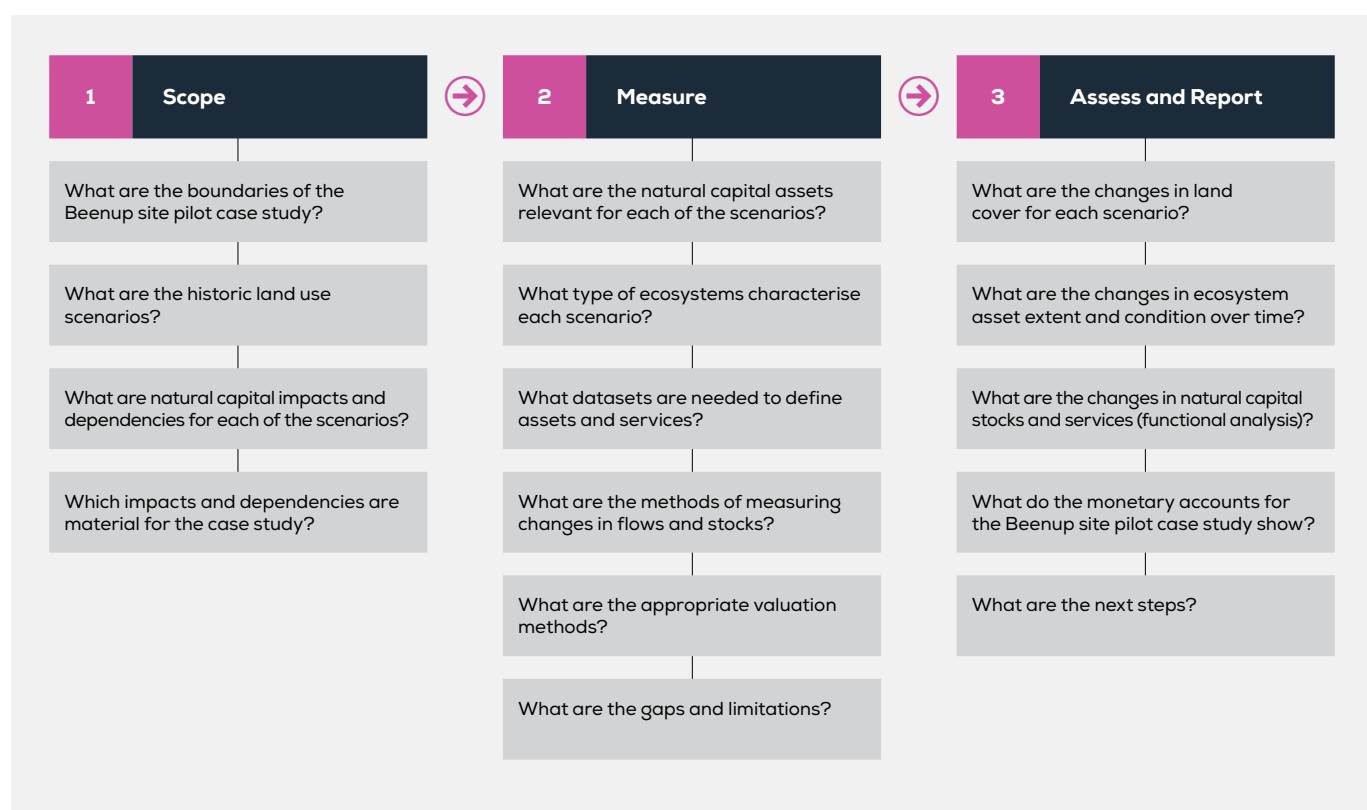 1 Scope
What are the boundaries of the
Beenup site pilot case study?
What are the historic land use
scenarios?
What are natural capital impacts and
dependencies for each of the scenarios?
Which impacts and dependencies are
material for the case study?
2 Measure
What are the natural capital assets
relevant for each of the scenarios?
What type of ecosystems characterise
each scenario?
What datasets are needed to define
assets and services?
What are the methods of measuring
changes in flows and stocks?
What are the appropriate valuation
methods?
What are the gaps and limitations?
3 Assess and Report
What are the changes in land
cover for each scenario?
What are the changes in ecosystem
asset extent and condition over time?
What are the changes in natural capital
stocks and services (functional analysis)?
What do the monetary accounts for
the Beenup site pilot case study show?
What are the next steps?